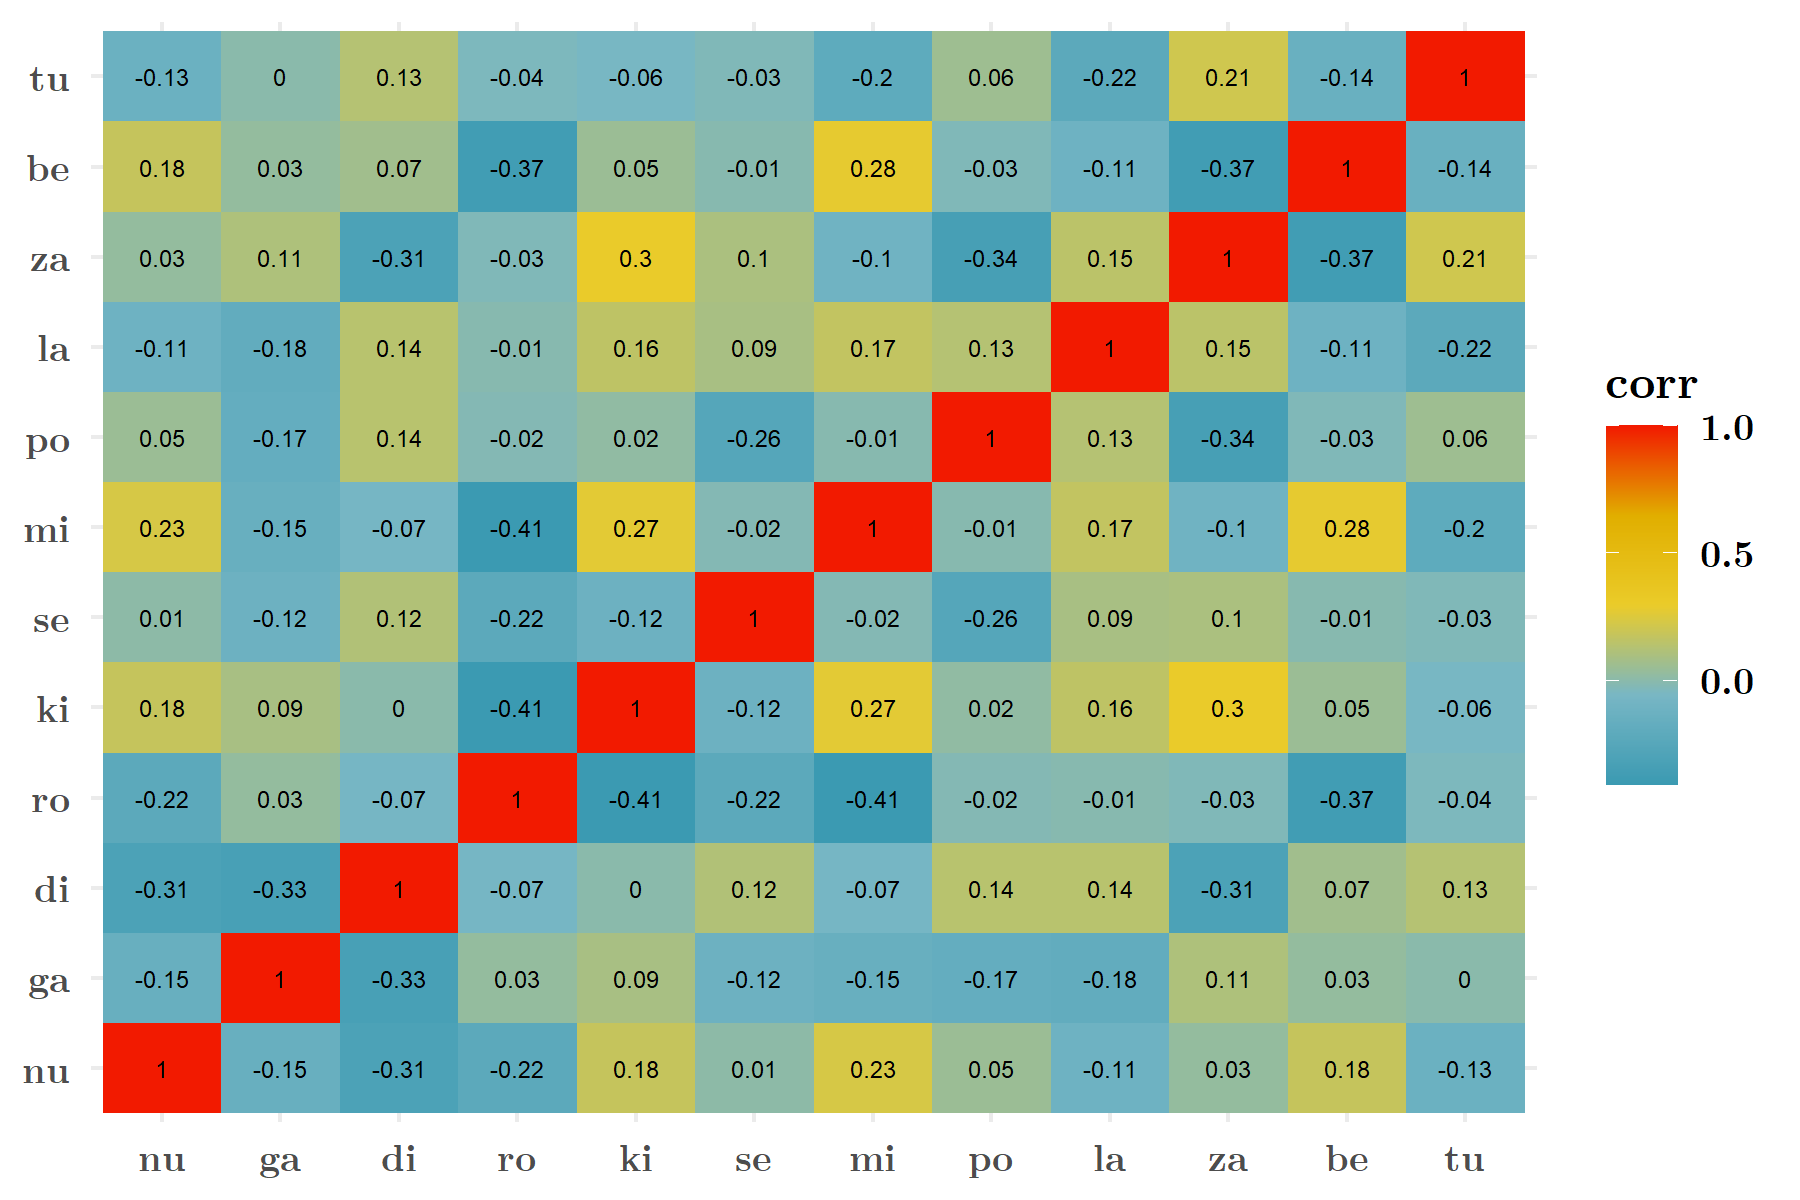 tu -0.13 0 0.13 -0.04 -0.06 -0.03 -0.2 0.06 -0.22 0.21 -0.14 1
be 0.18 0.03 0.07 -0.37 0.05 -0.01 0.28 -0.03 -0.11 -0.37 1 -0.14
za 0.03 0.11 -0.31 -0.03 0.3 0.1 -0.1 -0.34 0.15 1 -0.37 0.21
la -0.11 -0.18 0.14 -0.01 0.16 0.09 0.17 0.13 1 0.15 -0.11 -0.22
po 0.05 -0.17 0.14 -0.02 0.02 -0.26 -0.01 1 0.13 -0.34 -0.03 0.06
mi 0.23 -0.15 -0.07 -0.41 0.27 -0.02 1 -0.01 0.17 -0.1 0.28 -0.2
se 0.01 -0.12 0.12 -0.22 -0.12 1 -0.02 -0.26 0.09 0.1 -0.01 -0.03
ki 0.18 0.09 0 -0.41 1 -0.12 0.27 0.02 0.16 0.3 0.05 -0.06
ro -0.22 0.03 -0.07 1 -0.41 -0.22 -0.41 -0.02 -0.01 -0.03 -0.37 -0.04
di -0.31 -0.33 1 -0.07 0 0.12 -0.07 0.14 0.14 -0.31 0.07 0.13
ga -0.15 1 -0.33 0.03 0.09 -0.12 -0.15 -0.17 -0.18 0.11 0.03 0
nu 1 -0.15 -0.31 -0.22 0.18 0.01 0.23 0.05 -0.11 0.03 0.18 -0.13
nu ga di ro ki se mi po la za be tu
corr
1.0
0.5
0.0